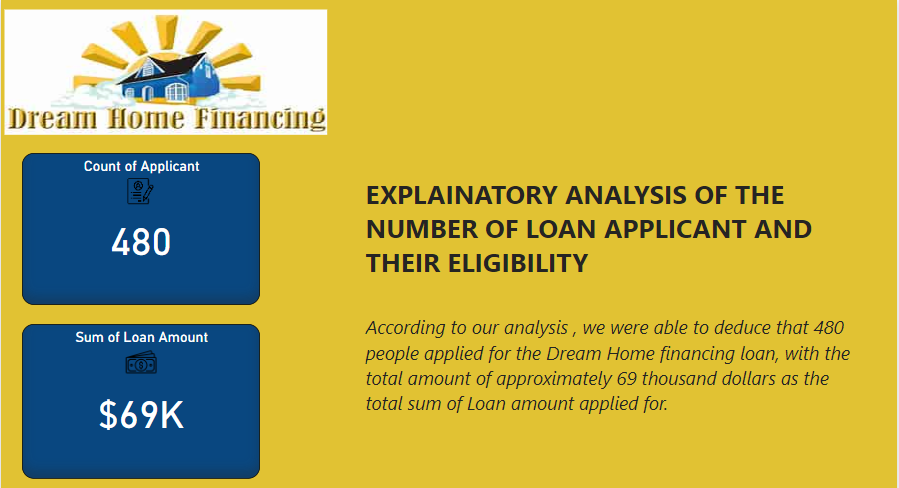 Dream Home Financing
Count of Applicant
480
Sum of Loan Amount
$69K
EXPLAINATORY ANALYSIS OF THE
NUMBER OF LOAN APPLICANT AND
THEIR ELIGIBILITY
According to our analysis , we were able to deduce that 480
people applied for the Dream Home financing loan, with the
total amount of approximately 69 thousand dollars as the
total sum of Loan amount applied for.